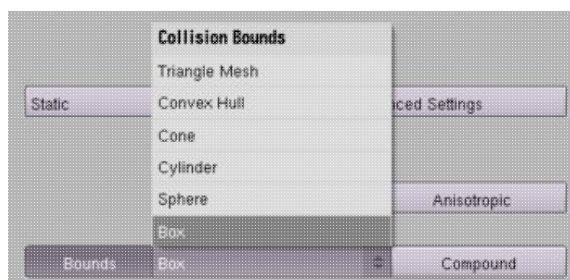 Collision Bounds
Triangle Mesh
Static
Convex Hull
nced Settings
Cone
Cylinder
Sphere
Anisotropic
Box
Bounds
Box
Compound